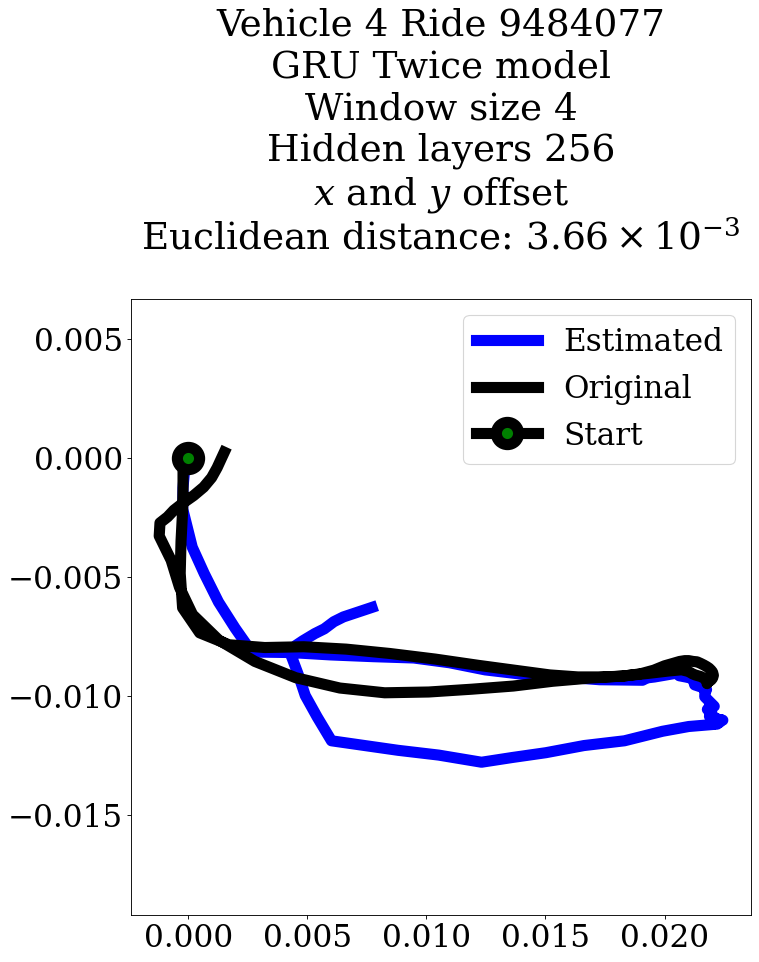 Vehicle 4 Ride 9484077
GRU Twice model
Window size 4
Hidden layers 256
x and y offset
Euclidean distance: 3.66 × 10⁻³
Estimated
Original
Start
0.005
0.000
−0.005
−0.010
−0.015
0.000 0.005 0.010 0.015 0.020